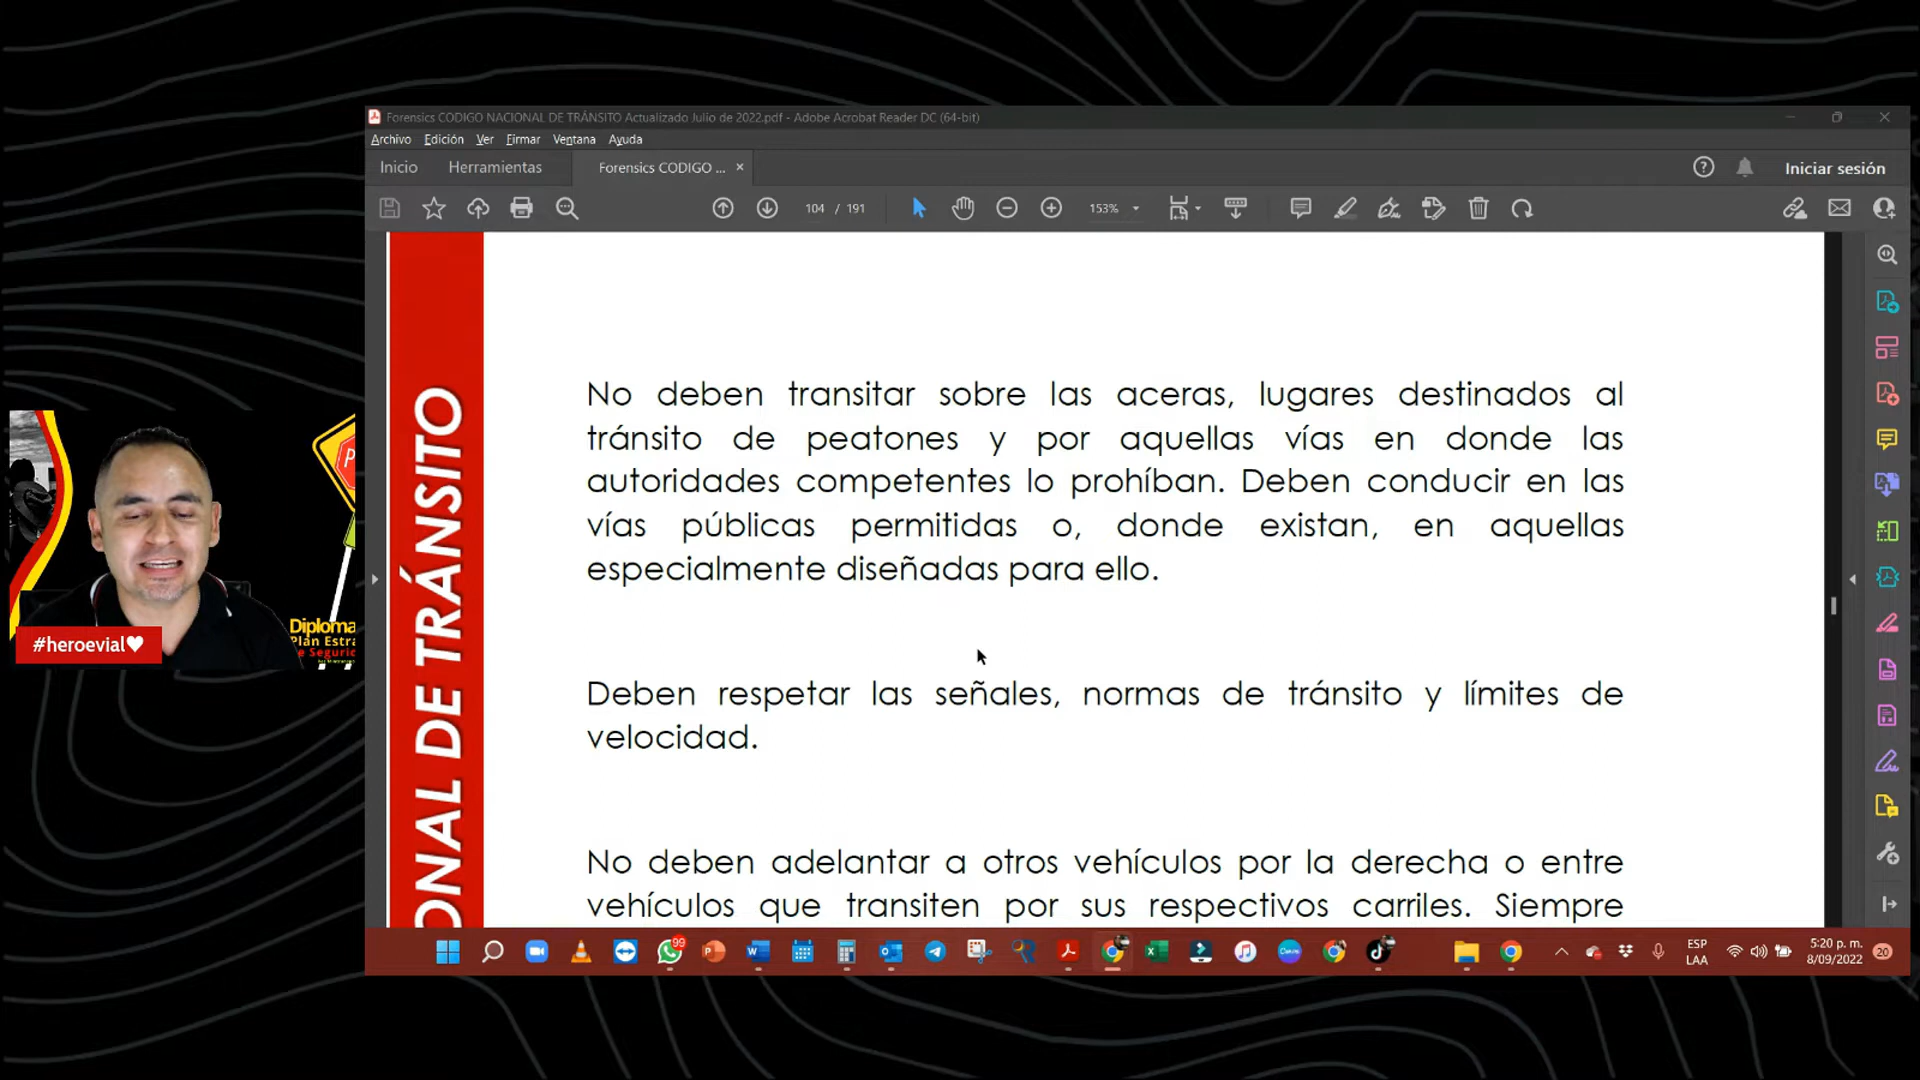 Forensics CODIGO NACIONAL DE TRÁNSITO Actualizado Julio de 2022.pdf - Adobe Acrobat Reader DC (64-bit)
Archivo Edición Ver Firmar Ventana Ayuda
Inicio Herramientas Forensics CODIGO ... × Iniciar sesión
104 / 191 153%
ONAL DE TRÁNSITO
No deben transitar sobre las aceras, lugares destinados al
tránsito de peatones y por aquellas vías en donde las
autoridades competentes lo prohíban. Deben conducir en las
vías públicas permitidas o, donde existan, en aquellas
especialmente diseñadas para ello.
Deben respetar las señales, normas de tránsito y límites de
velocidad.
No deben adelantar a otros vehículos por la derecha o entre
vehículos que transiten por sus respectivos carriles. Siempre
#heroevial
Diploma
Plan Estra
e Seguric
99
ESP
LAA
5:20 p. m.
8/09/2022
20